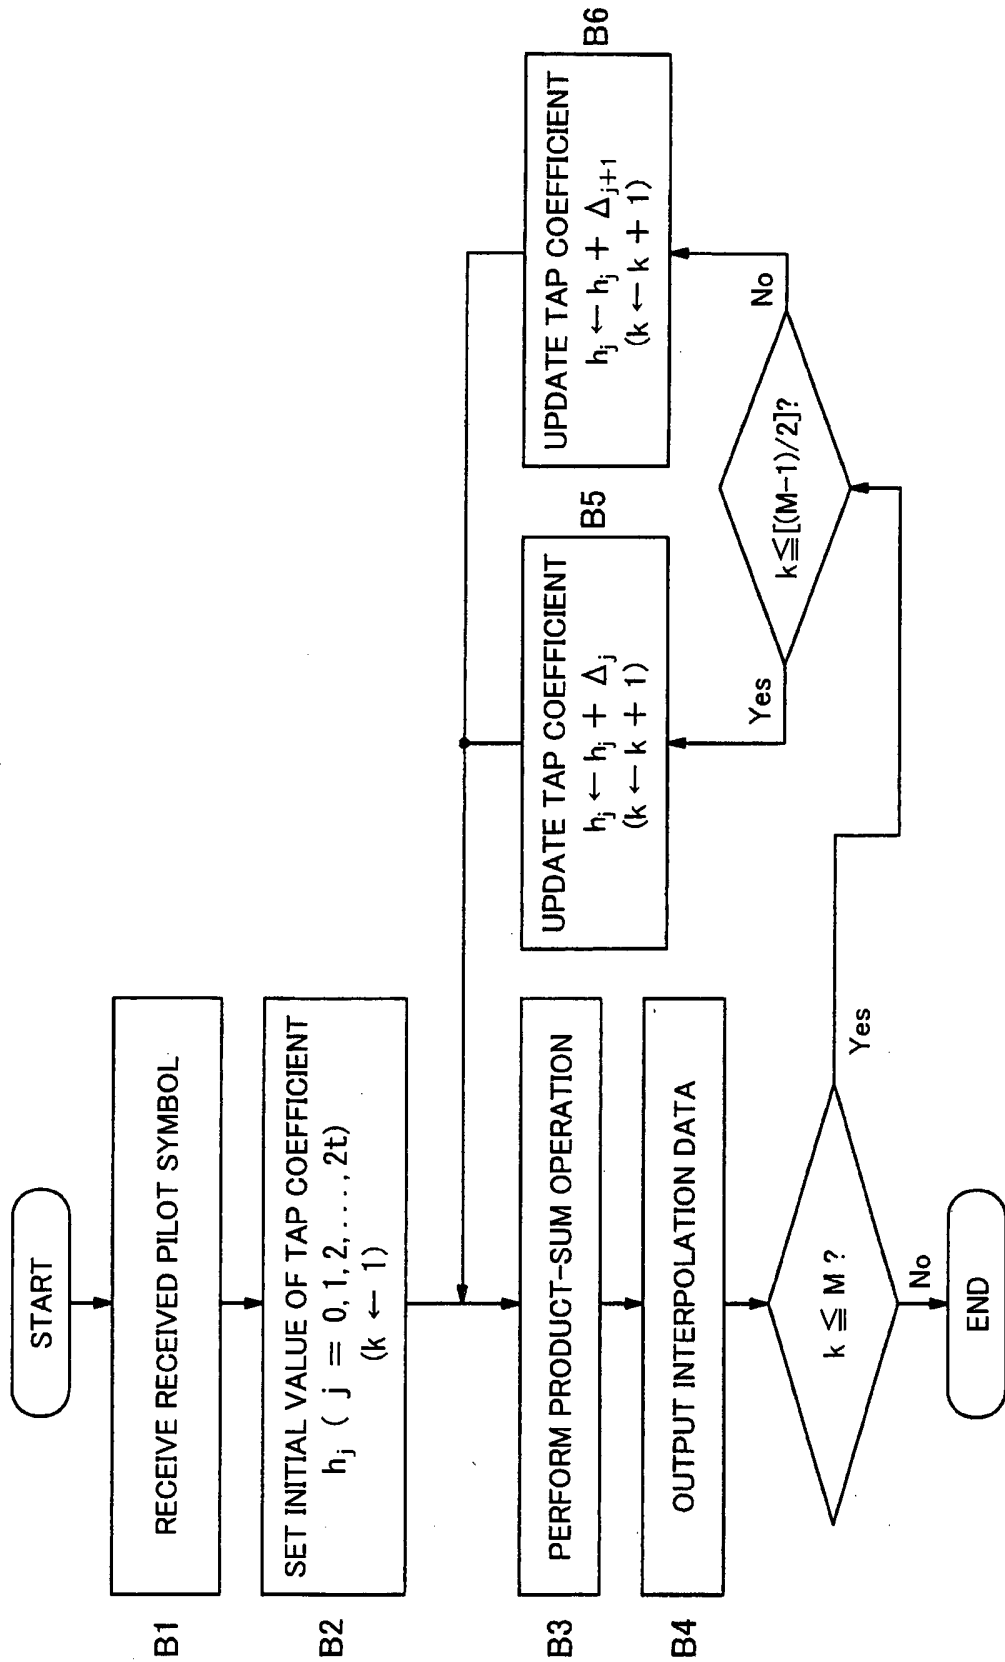 START
B1
RECEIVE RECEIVED PILOT SYMBOL
B2
SET INITIAL VALUE OF TAP COEFFICIENT
h_j ( j = 0, 1, 2, . . . . , 2t)
(k ← 1)
B3
PERFORM PRODUCT-SUM OPERATION
B4
OUTPUT INTERPOLATION DATA
k ≦ M ?
Yes
No
END
B5
UPDATE TAP COEFFICIENT
h_j ← h_j + Δ_j
(k ← k + 1)
B6
UPDATE TAP COEFFICIENT
h_j ← h_j + Δ_{j+1}
(k ← k + 1)
Yes
k≦[(M-1)/2]?
No